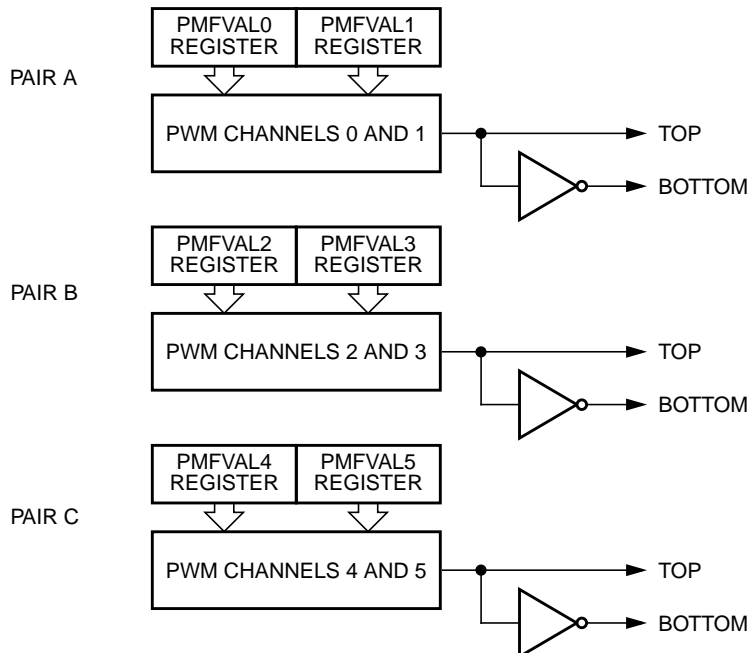 PMFVAL0 REGISTER
PMFVAL1 REGISTER
PAIR A
PWM CHANNELS 0 AND 1
TOP
BOTTOM
PMFVAL2 REGISTER
PMFVAL3 REGISTER
PAIR B
PWM CHANNELS 2 AND 3
TOP
BOTTOM
PMFVAL4 REGISTER
PMFVAL5 REGISTER
PAIR C
PWM CHANNELS 4 AND 5
TOP
BOTTOM